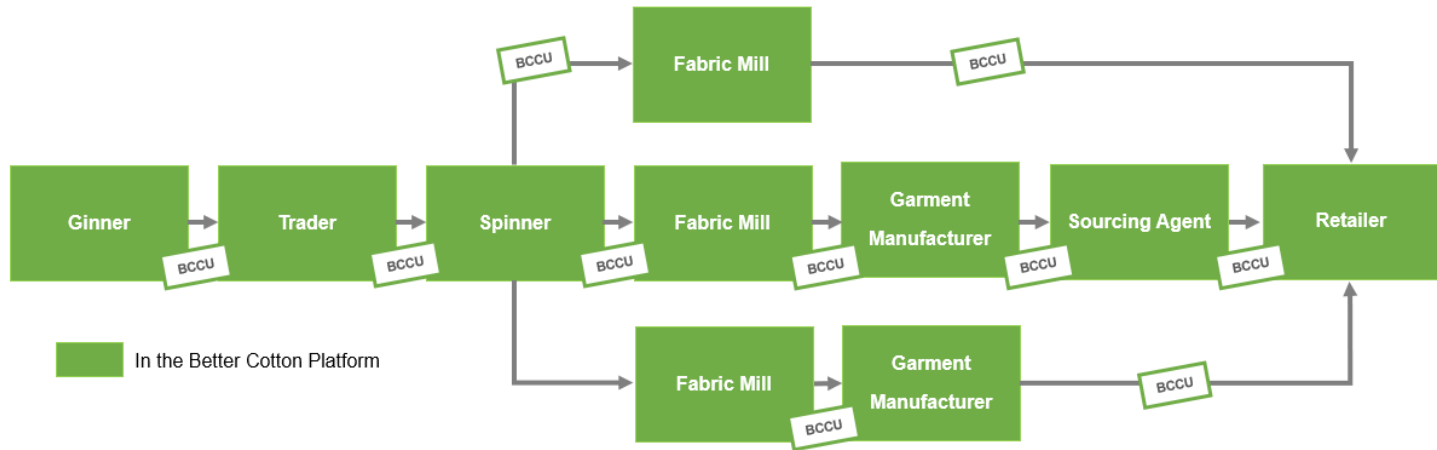 BCCU
Fabric Mill
BCCU
Ginner
Trader
Spinner
Fabric Mill
Garment
Manufacturer
Sourcing Agent
Retailer
BCCU
BCCU
BCCU
BCCU
BCCU
BCCU
In the Better Cotton Platform
Fabric Mill
Garment
Manufacturer
BCCU
BCCU